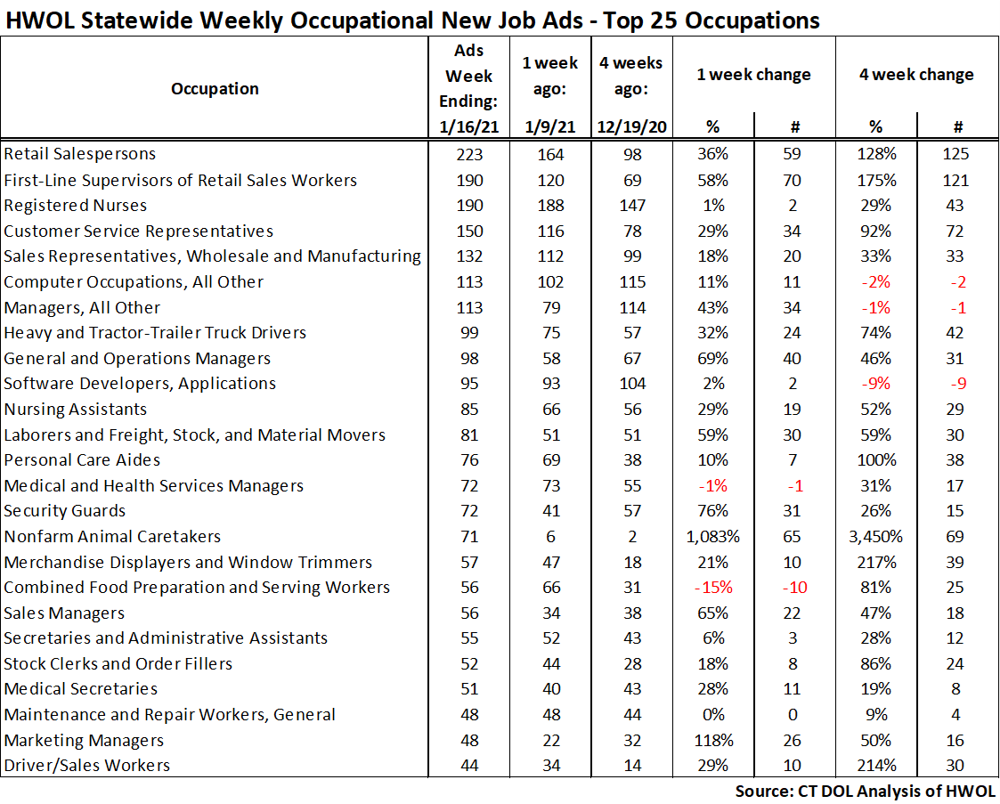 HWOL Statewide Weekly Occupational New Job Ads - Top 25 Occupations
Occupation
Ads Week Ending: 1/16/21
1 week ago: 1/9/21
4 weeks ago: 12/19/20
1 week change
4 week change
% # % #
Retail Salespersons 223 164 98 36% 59 128% 125
First-Line Supervisors of Retail Sales Workers 190 120 69 58% 70 175% 121
Registered Nurses 190 188 147 1% 2 29% 43
Customer Service Representatives 150 116 78 29% 34 92% 72
Sales Representatives, Wholesale and Manufacturing 132 112 99 18% 20 33% 33
Computer Occupations, All Other 113 102 115 11% 11 -2% -2
Managers, All Other 113 79 114 43% 34 -1% -1
Heavy and Tractor-Trailer Truck Drivers 99 75 57 32% 24 74% 42
General and Operations Managers 98 58 67 69% 40 46% 31
Software Developers, Applications 95 93 104 2% 2 -9% -9
Nursing Assistants 85 66 56 29% 19 52% 29
Laborers and Freight, Stock, and Material Movers 81 51 51 59% 30 59% 30
Personal Care Aides 76 69 38 10% 7 100% 38
Medical and Health Services Managers 72 73 55 -1% -1 31% 17
Security Guards 72 41 57 76% 31 26% 15
Nonfarm Animal Caretakers 71 6 2 1,083% 65 3,450% 69
Merchandise Displayers and Window Trimmers 57 47 18 21% 10 217% 39
Combined Food Preparation and Serving Workers 56 66 31 -15% -10 81% 25
Sales Managers 56 34 38 65% 22 47% 18
Secretaries and Administrative Assistants 55 52 43 6% 3 28% 12
Stock Clerks and Order Fillers 52 44 28 18% 8 86% 24
Medical Secretaries 51 40 43 28% 11 19% 8
Maintenance and Repair Workers, General 48 48 44 0% 0 9% 4
Marketing Managers 48 22 32 118% 26 50% 16
Driver/Sales Workers 44 34 14 29% 10 214% 30
Source: CT DOL Analysis of HWOL